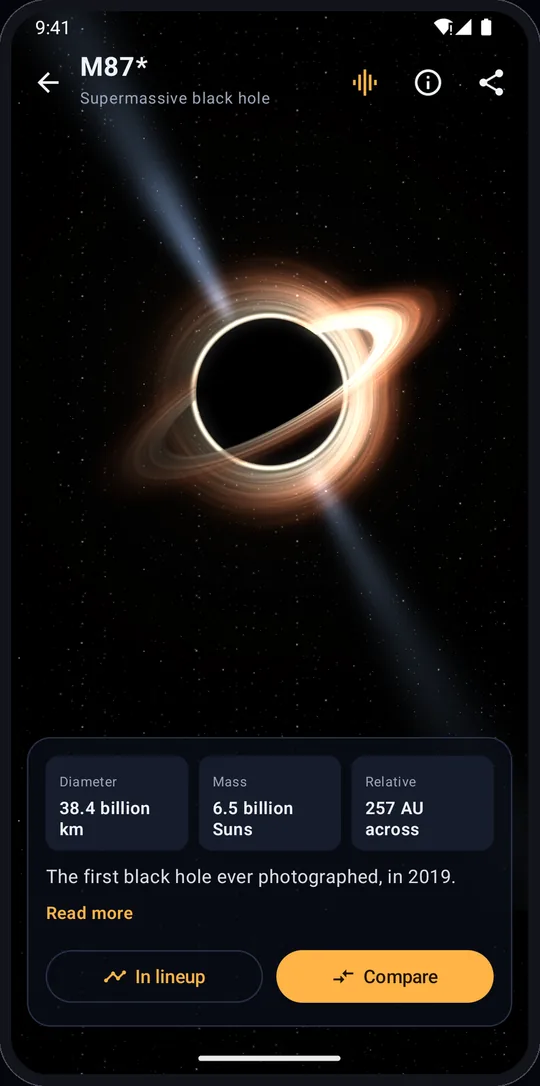 9:41
M87*
Supermassive black hole
Diameter
38.4 billion
km
Mass
6.5 billion
Suns
Relative
257 AU
across
The first black hole ever photographed, in 2019.
Read more
In lineup
Compare